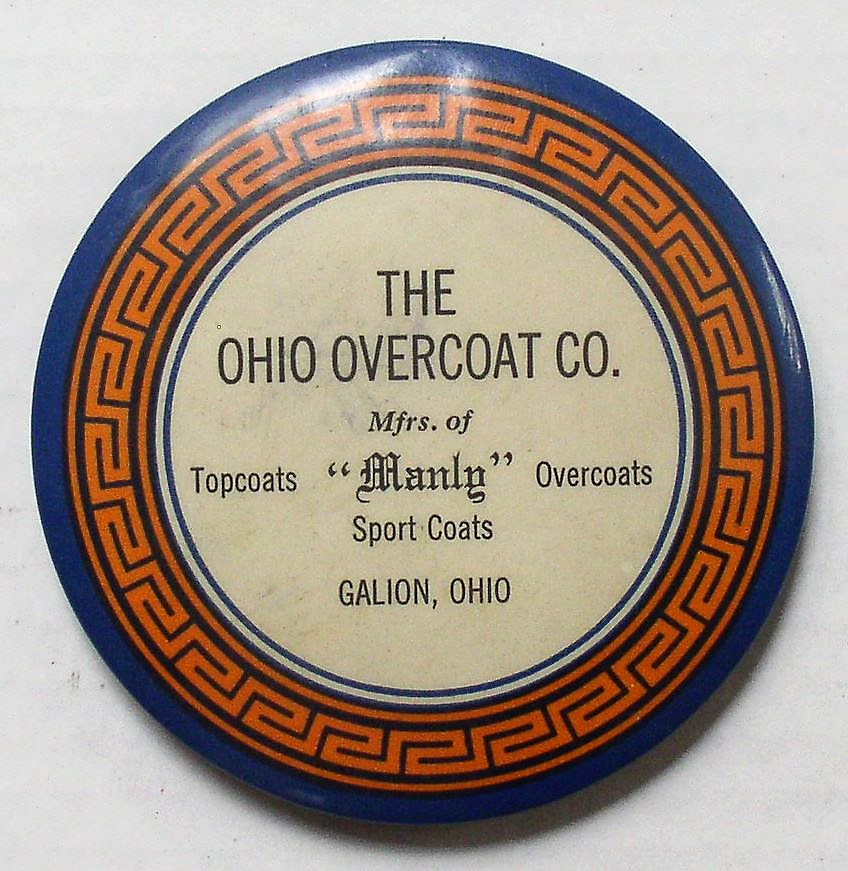 THE
OHIO OVERCOAT CO.
Mfrs. of
Topcoats “Manly” Overcoats
Sport Coats
GALION, OHIO